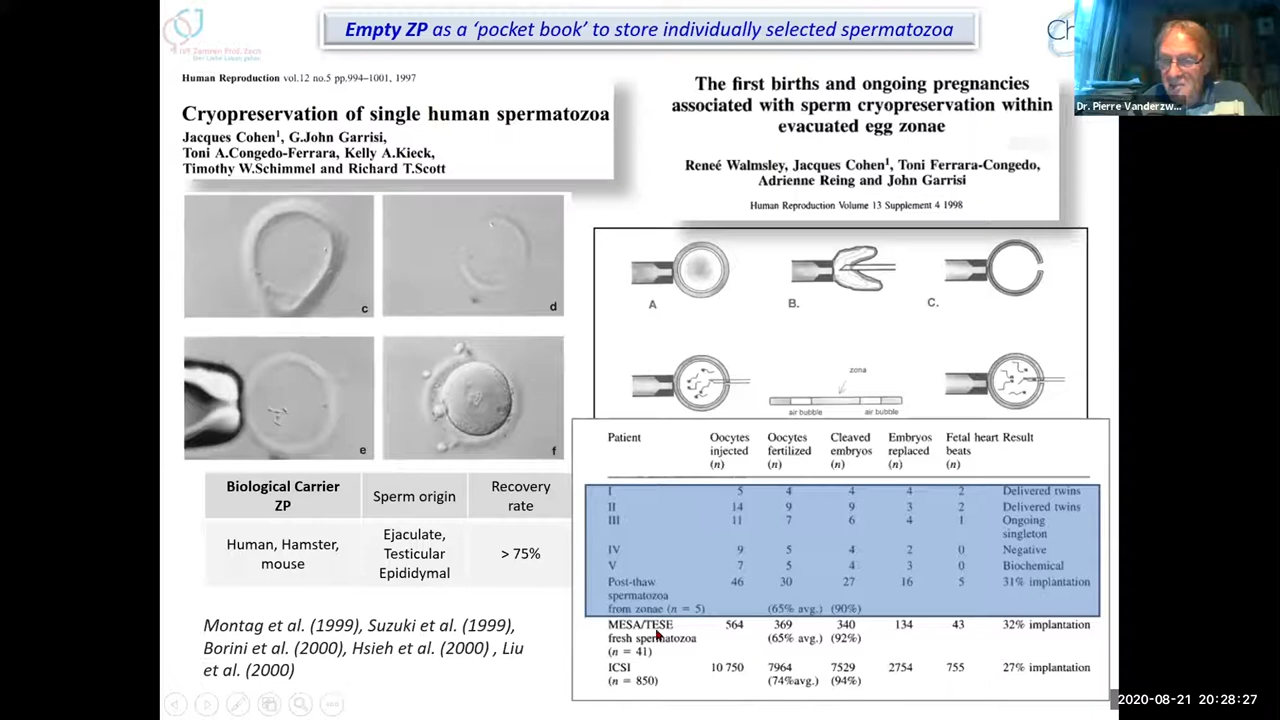 Empty ZP as a ‘pocket book’ to store individually selected spermatozoa
IVF Zentren Prof. Zech
Dr. Pierre Vanderzw...
Human Reproduction vol.12 no.5 pp.994–1001, 1997
Cryopreservation of single human spermatozoa
Jacques Cohen¹, G.John Garrisi,
Toni A.Congedo-Ferrara, Kelly A.Kieck,
Timothy W.Schimmel and Richard T.Scott
The first births and ongoing pregnancies
associated with sperm cryopreservation within
evacuated egg zonae
Reneé Walmsley, Jacques Cohen¹, Toni Ferrara-Congedo,
Adrienne Reing and John Garrisi
Human Reproduction Volume 13 Supplement 4 1998
c
d
e
f
A
B.
C.
zona
air bubble air bubble
Biological Carrier ZP Sperm origin Recovery rate
Human, Hamster, mouse Ejaculate, Testicular Epididymal > 75%
Montag et al. (1999), Suzuki et al. (1999),
Borini et al. (2000), Hsieh et al. (2000) , Liu
et al. (2000)
Patient Oocytes Oocytes Cleaved Embryos Fetal heart Result
injected fertilized embryos replaced beats
(n) (n) (n) (n) (n)
I 5 4 4 4 2 Delivered twins
II 14 9 9 3 2 Delivered twins
III 11 7 6 4 1 Ongoing
singleton
IV 9 5 4 2 0 Negative
V 7 5 4 3 0 Biochemical
Post-thaw 46 30 27 16 5 31% implantation
spermatozoa
from zonae (n = 5) (65% avg.) (90%)
MESA/TESE 564 369 340 134 43 32% implantation
fresh spermatozoa (65% avg.) (92%)
(n = 41)
ICSI 10 750 7964 7529 2754 755 27% implantation
(n = 850) (74%avg.) (94%)
2020-08-21 20:28:27